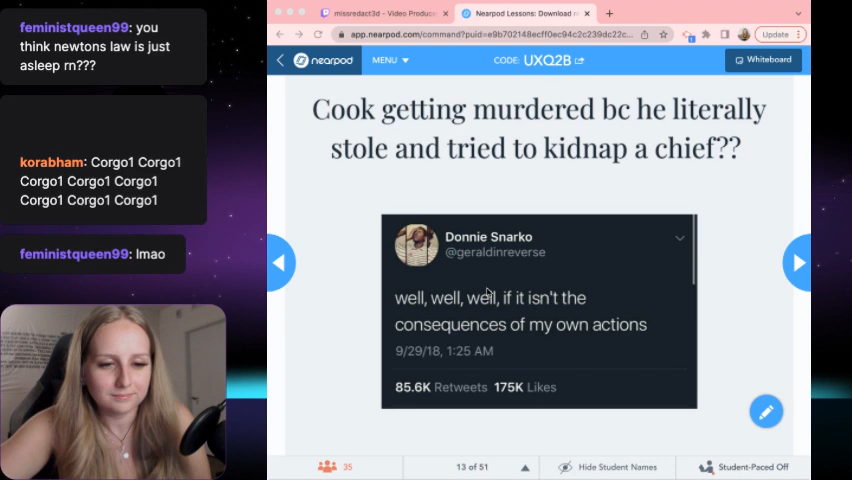 feministqueen99: you
think newtons law is just
asleep rn???
korabham: Corgo1 Corgo1
Corgo1 Corgo1 Corgo1
Corgo1 Corgo1 Corgo1
feministqueen99: lmao
missredact3d - Video Produce
Nearpod Lessons: Download n
app.nearpod.com/command?puid=e9b702148ecff0ec94c2c239dc22c...
Update
nearpod
MENU
CODE: UXQ2B
Whiteboard
Cook getting murdered bc he literally
stole and tried to kidnap a chief??
Donnie Snarko
@geraldinreverse
well, well, well, if it isn't the
consequences of my own actions
9/29/18, 1:25 AM
85.6K Retweets 175K Likes
35
13 of 51
Hide Student Names
Student-Paced Off